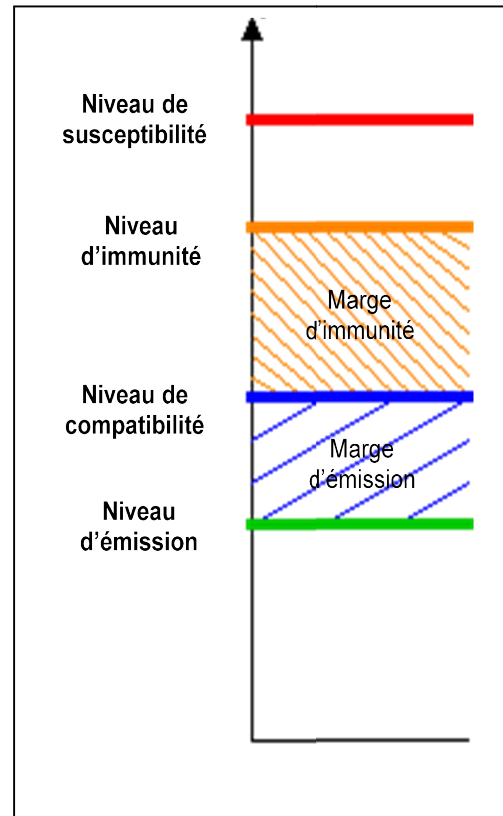 Niveau de
susceptibilité
Niveau
d’immunité
Marge
d’immunité
Niveau de
compatibilité
Marge
d’émission
Niveau
d’émission